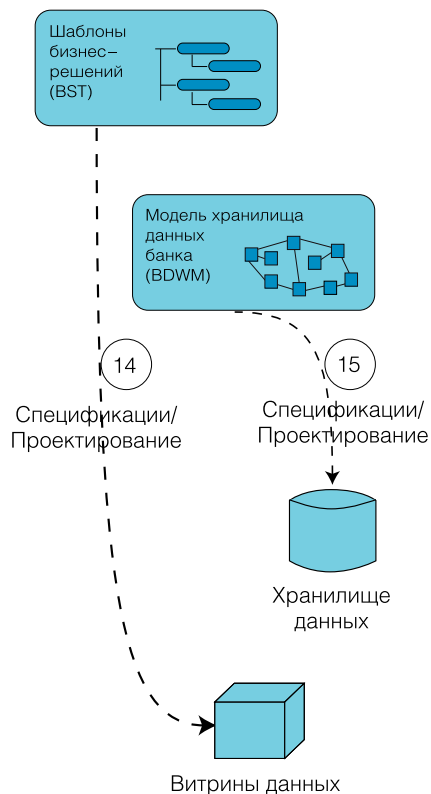 Шаблоны
бизнес–
решений
(BST)
Модель хранилища
данных
банка
(BDWM)
14
Спецификации/
Проектирование
15
Спецификации/
Проектирование
Хранилище
данных
Витрины данных